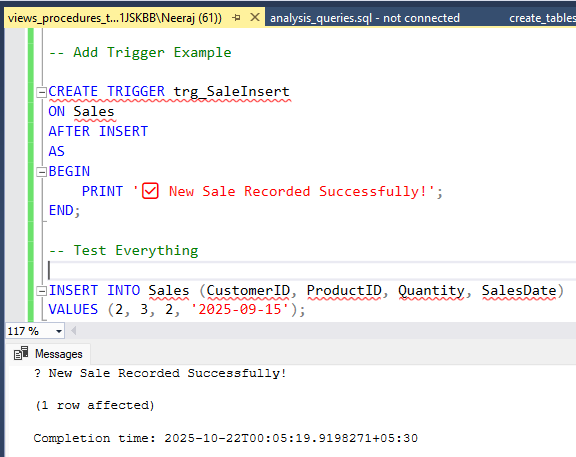 views_procedures_t...1JSKBB\Neeraj (61)) analysis_queries.sql - not connected create_tables
-- Add Trigger Example
CREATE TRIGGER trg_SaleInsert
ON Sales
AFTER INSERT
AS
BEGIN
PRINT '✅ New Sale Recorded Successfully!';
END;
-- Test Everything
INSERT INTO Sales (CustomerID, ProductID, Quantity, SalesDate)
VALUES (2, 3, 2, '2025-09-15');
117 %
Messages
? New Sale Recorded Successfully!
(1 row affected)
Completion time: 2025-10-22T00:05:19.9198271+05:30